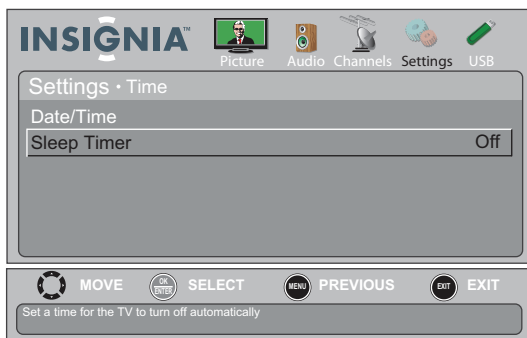 INSIGNIA™
Picture Audio Channels Settings USB
Settings · Time
Date/Time
Sleep Timer Off
MOVE OK ENTER SELECT MENU PREVIOUS EXIT EXIT
Set a time for the TV to turn off automatically